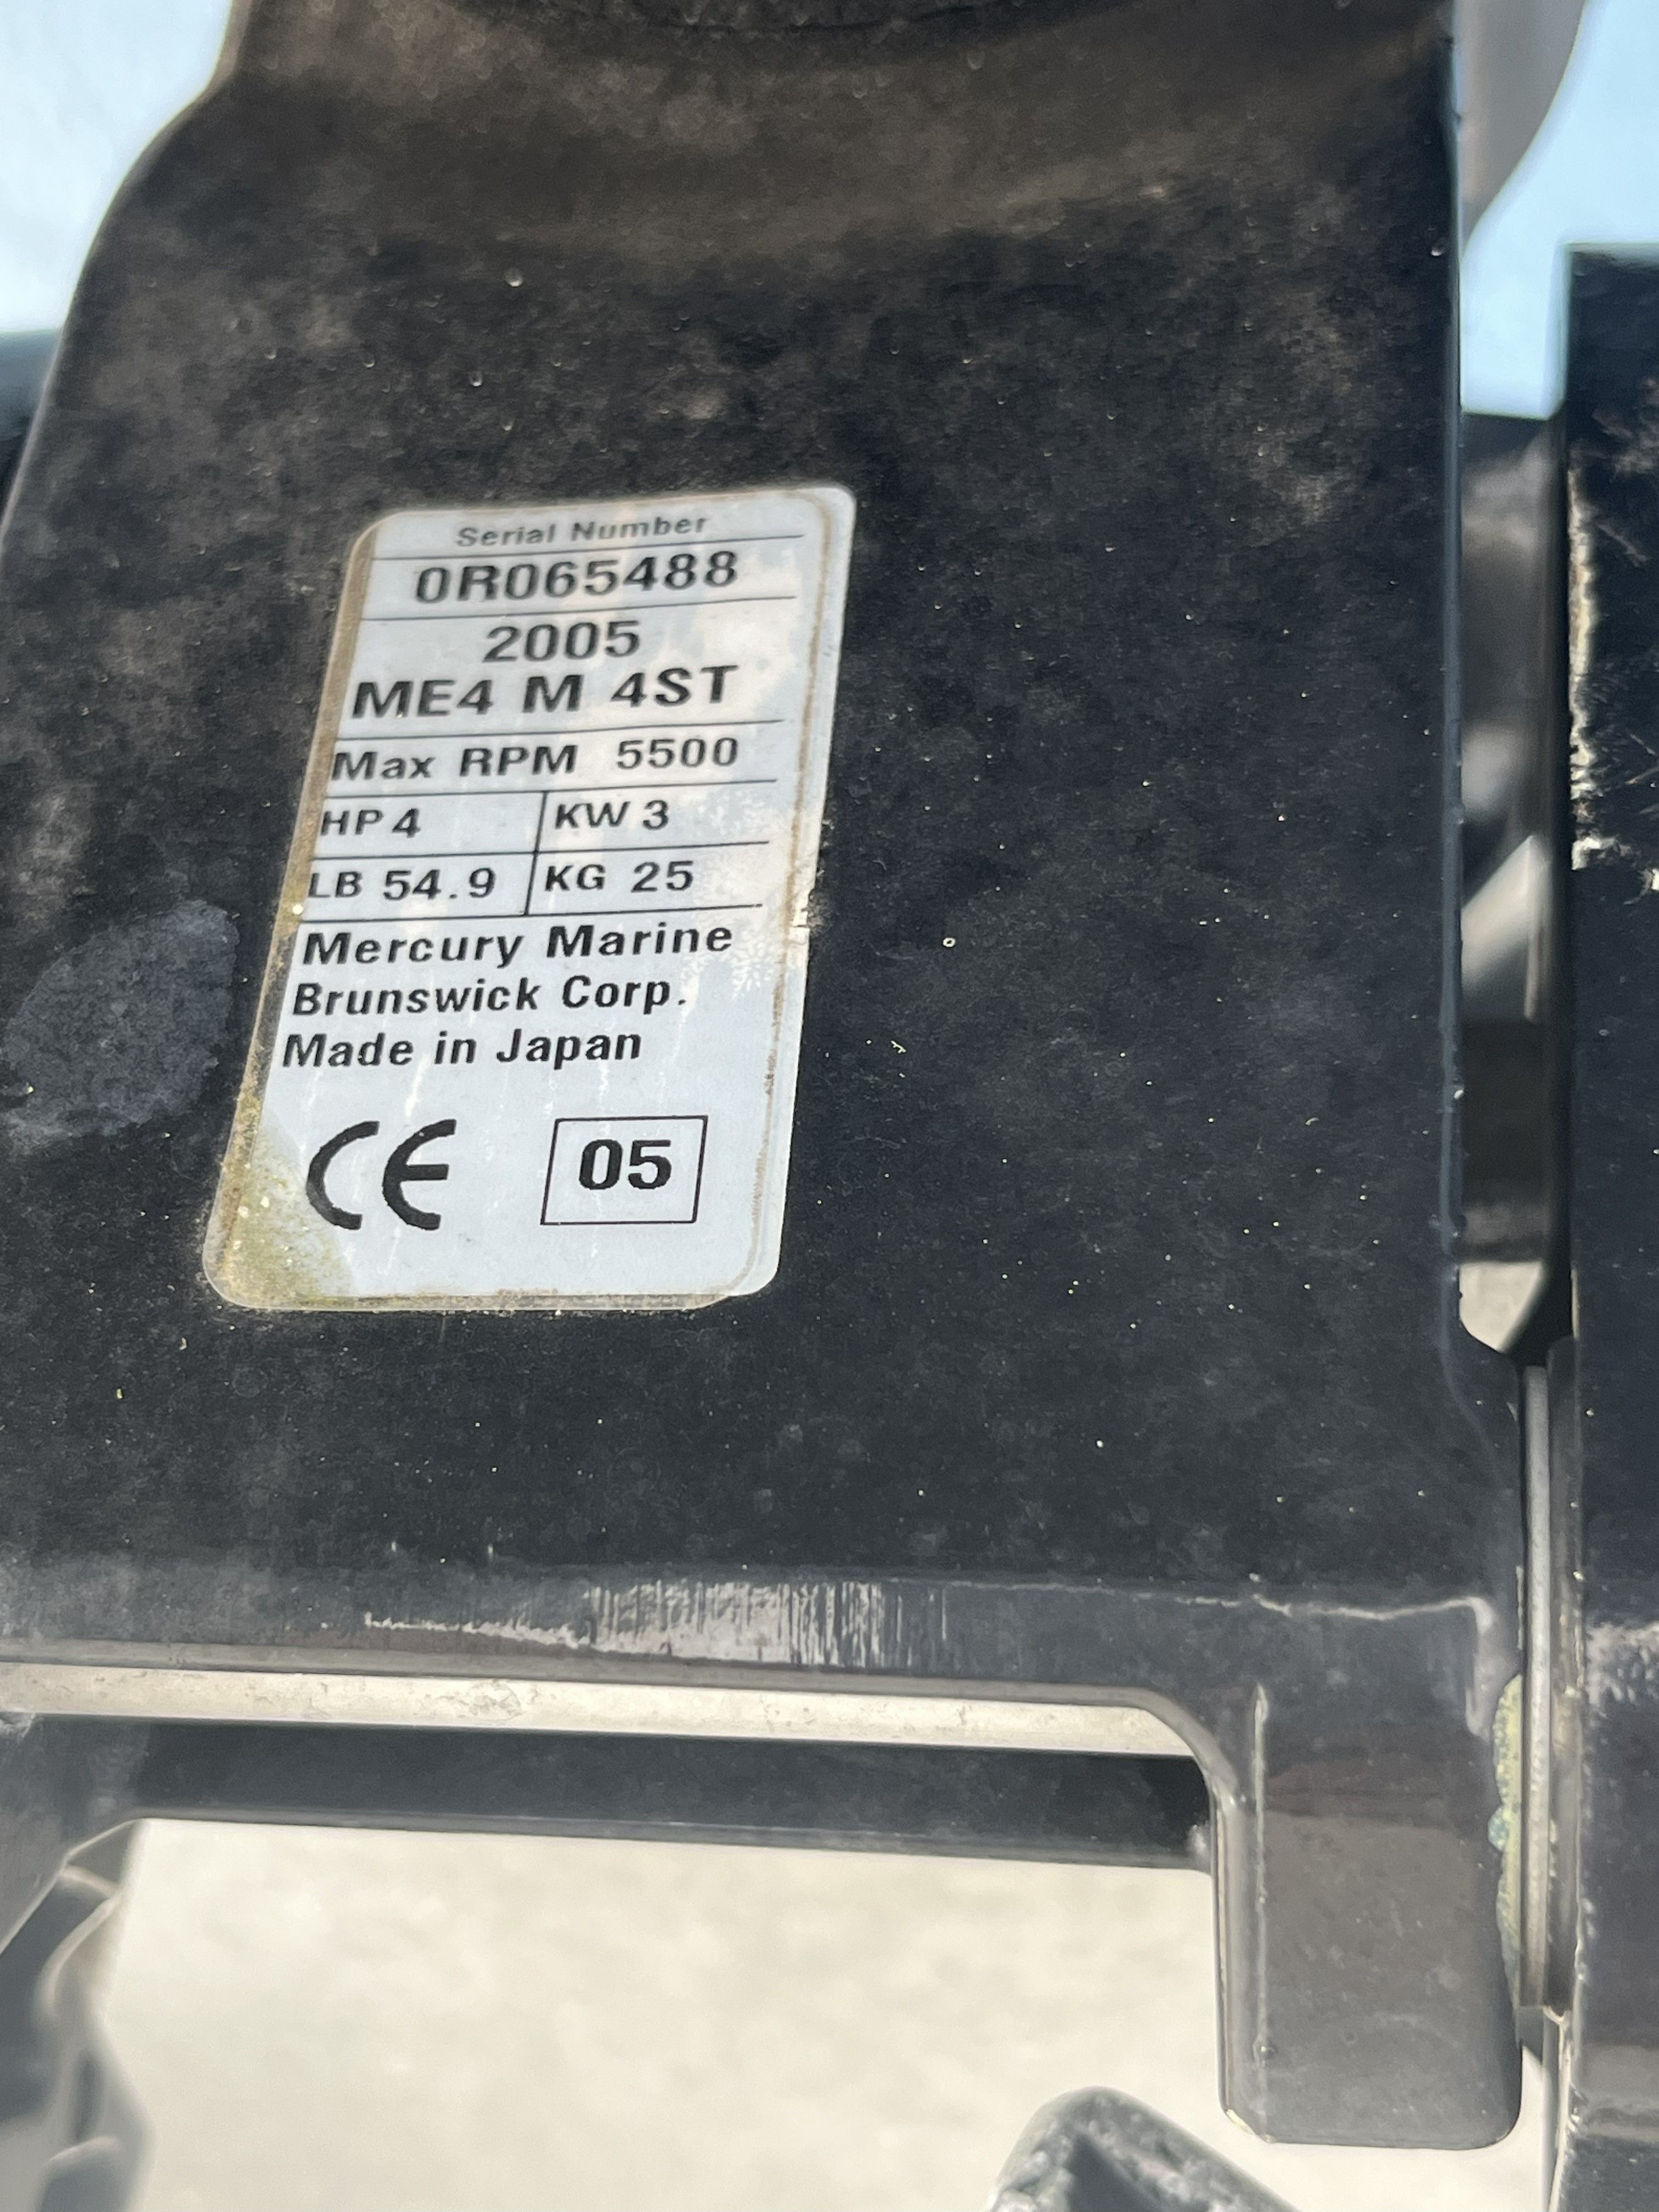 Serial Number
0R065488
2005
ME4 M 4ST
Max RPM 5500
HP 4 KW 3
LB 54.9 KG 25
Mercury Marine
Brunswick Corp.
Made in Japan
CE 05